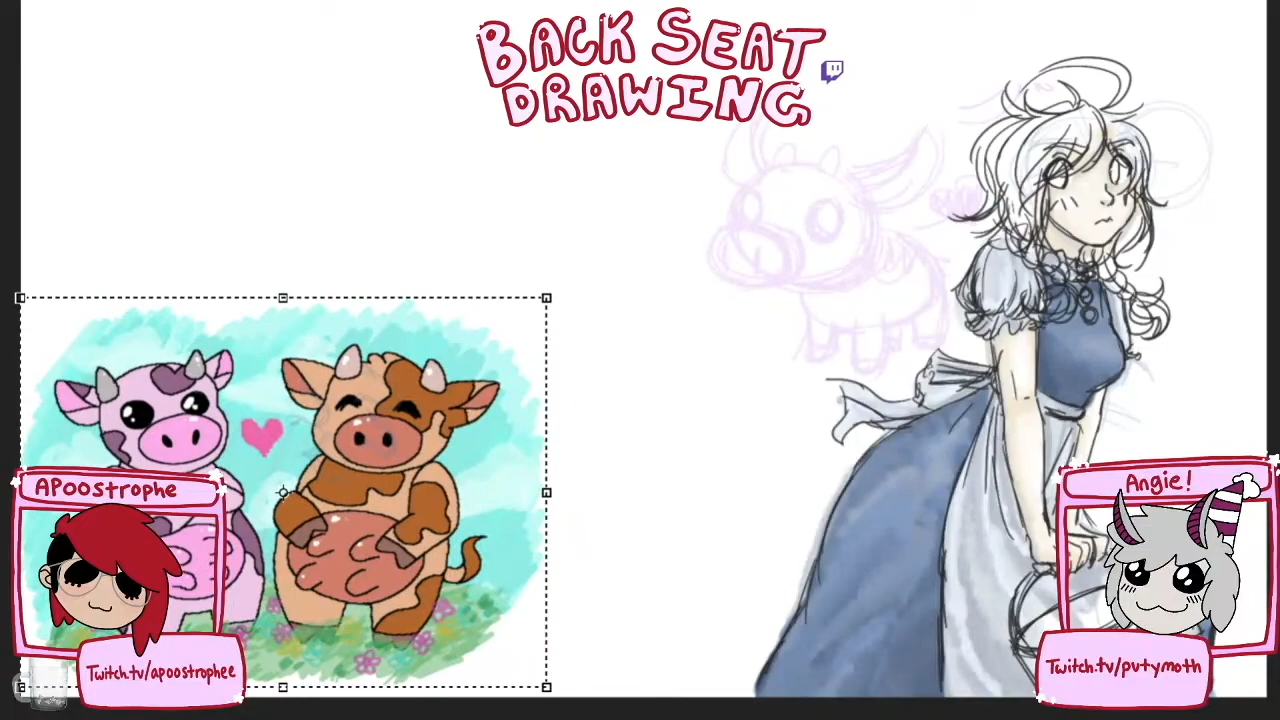 BACK SEAT
DRAWING
APOOstrophe
Angie!
Twitch.tv/apoostrophee
Twitch.tv/putymoth